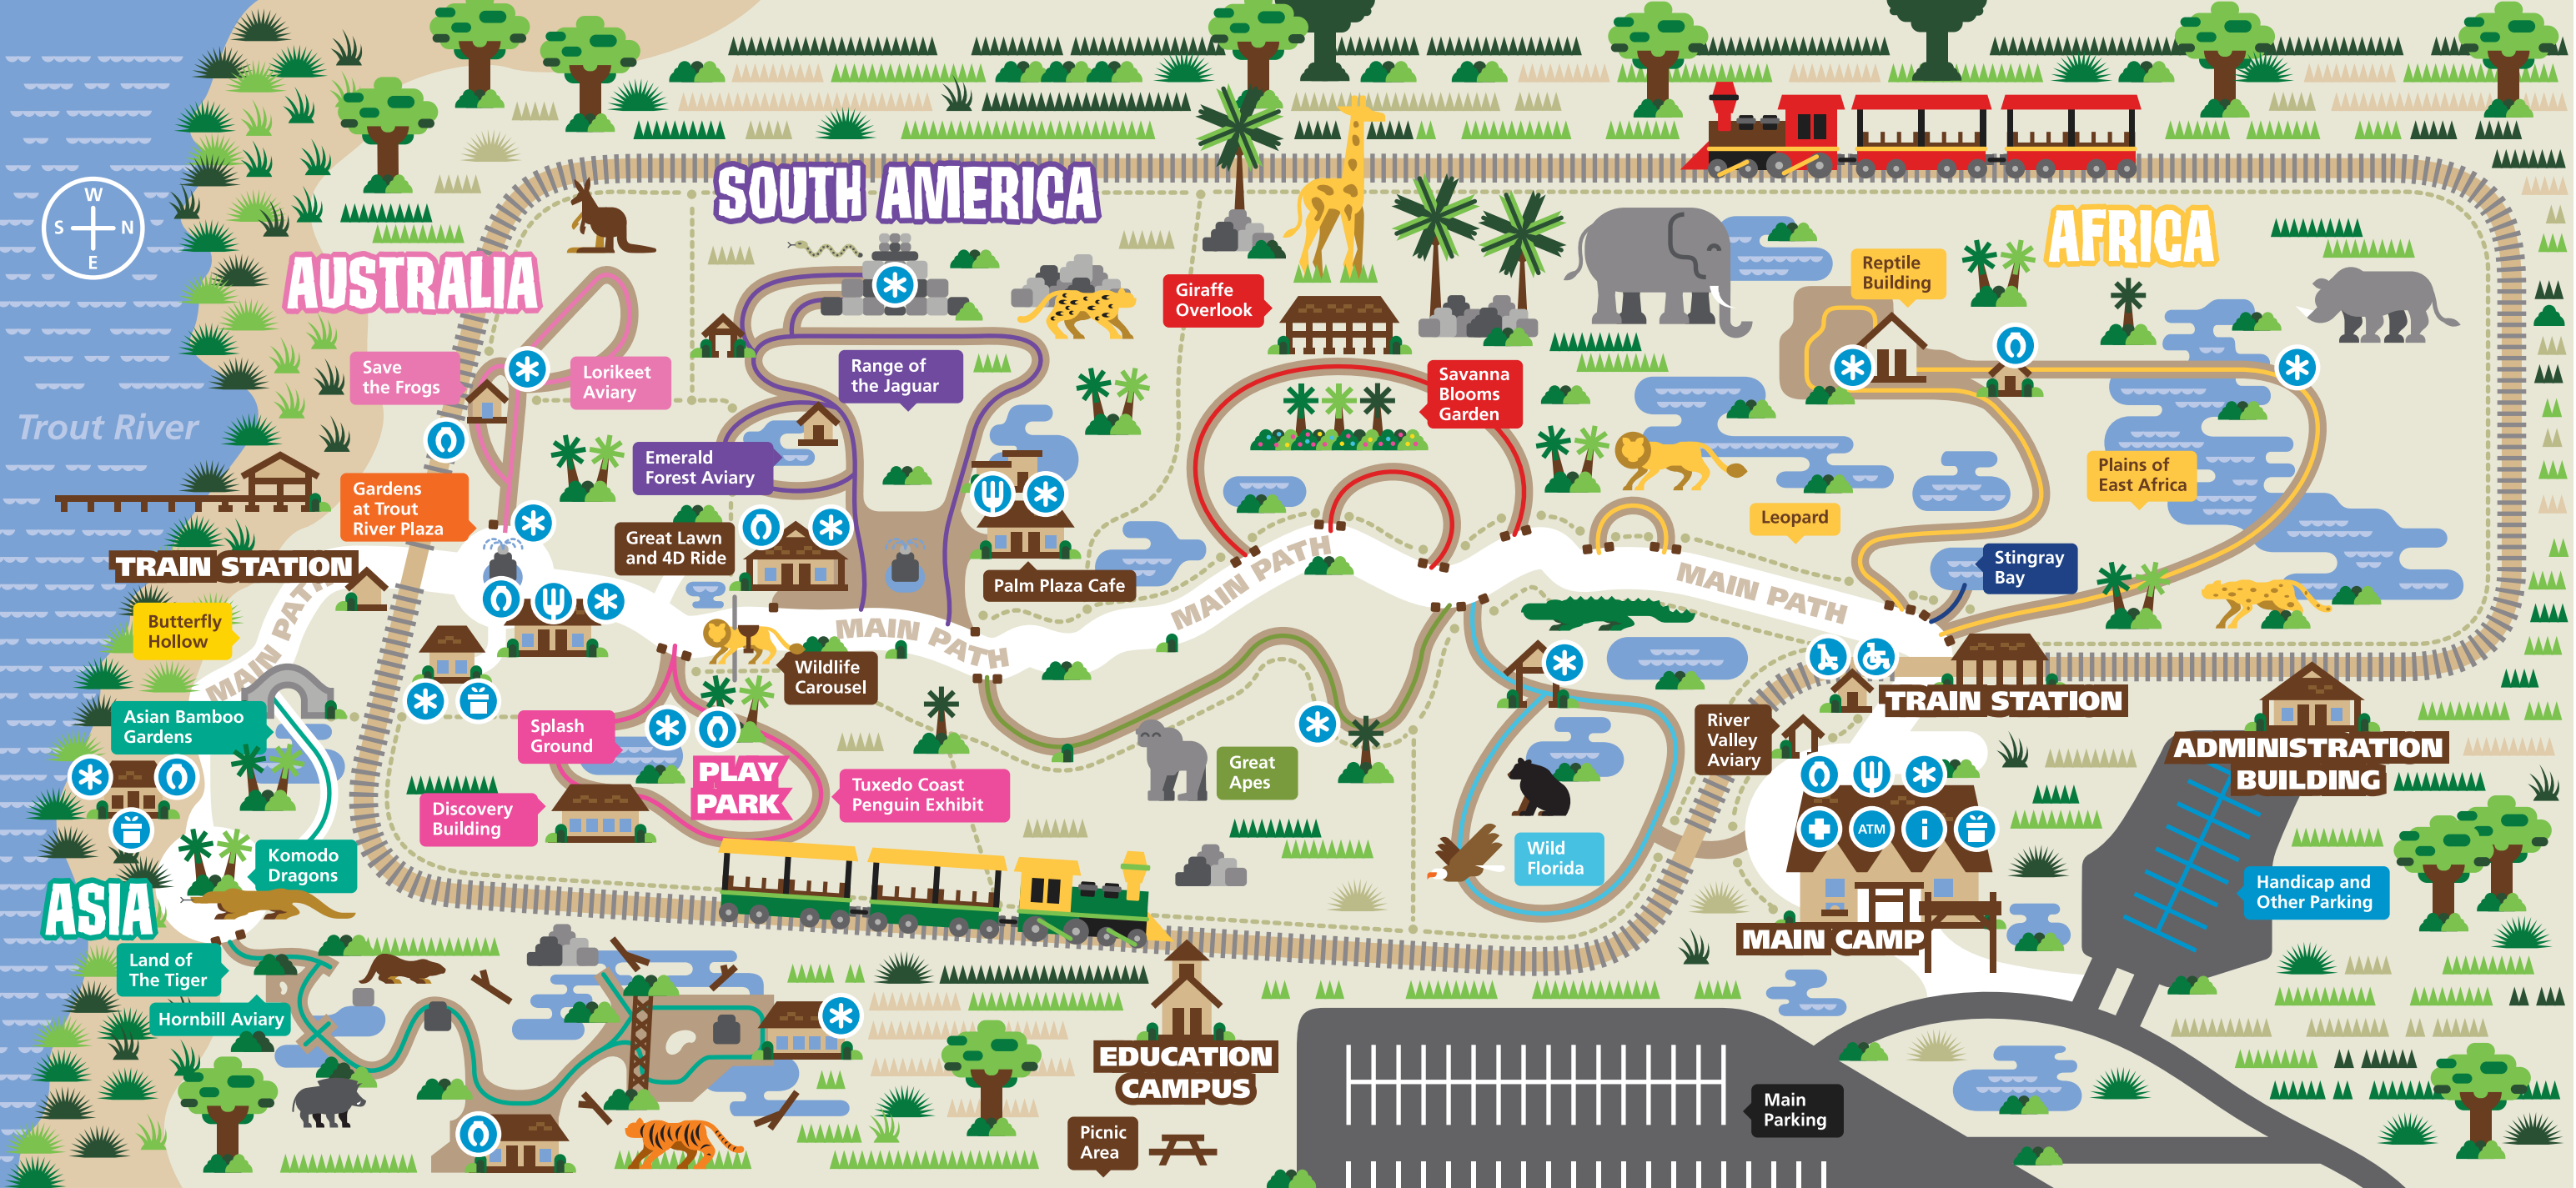 W
S N
E
SOUTH AMERICA
AFRICA
AUSTRALIA
Reptile
Building
Giraffe
Overlook
Save
the Frogs
Lorikeet
Aviary
Range of
the Jaguar
Savanna
Blooms
Garden
Trout River
Emerald
Forest Aviary
Plains of
East Africa
Gardens
at Trout
River Plaza
Leopard
Great Lawn
and 4D Ride
Palm Plaza Cafe
MAIN PATH
MAIN PATH
Stingray
Bay
TRAIN STATION
Butterfly
Hollow
MAIN PATH
MAIN PATH
Wildlife
Carousel
TRAIN STATION
Asian Bamboo
Gardens
Splash
Ground
River
Valley
Aviary
ADMINISTRATION
BUILDING
PLAY
PARK
Great
Apes
Tuxedo Coast
Penguin Exhibit
Discovery
Building
ATM
i
Wild
Florida
Komodo
Dragons
Handicap and
Other Parking
ASIA
MAIN CAMP
Land of
The Tiger
Hornbill Aviary
EDUCATION
CAMPUS
Main
Parking
Picnic
Area